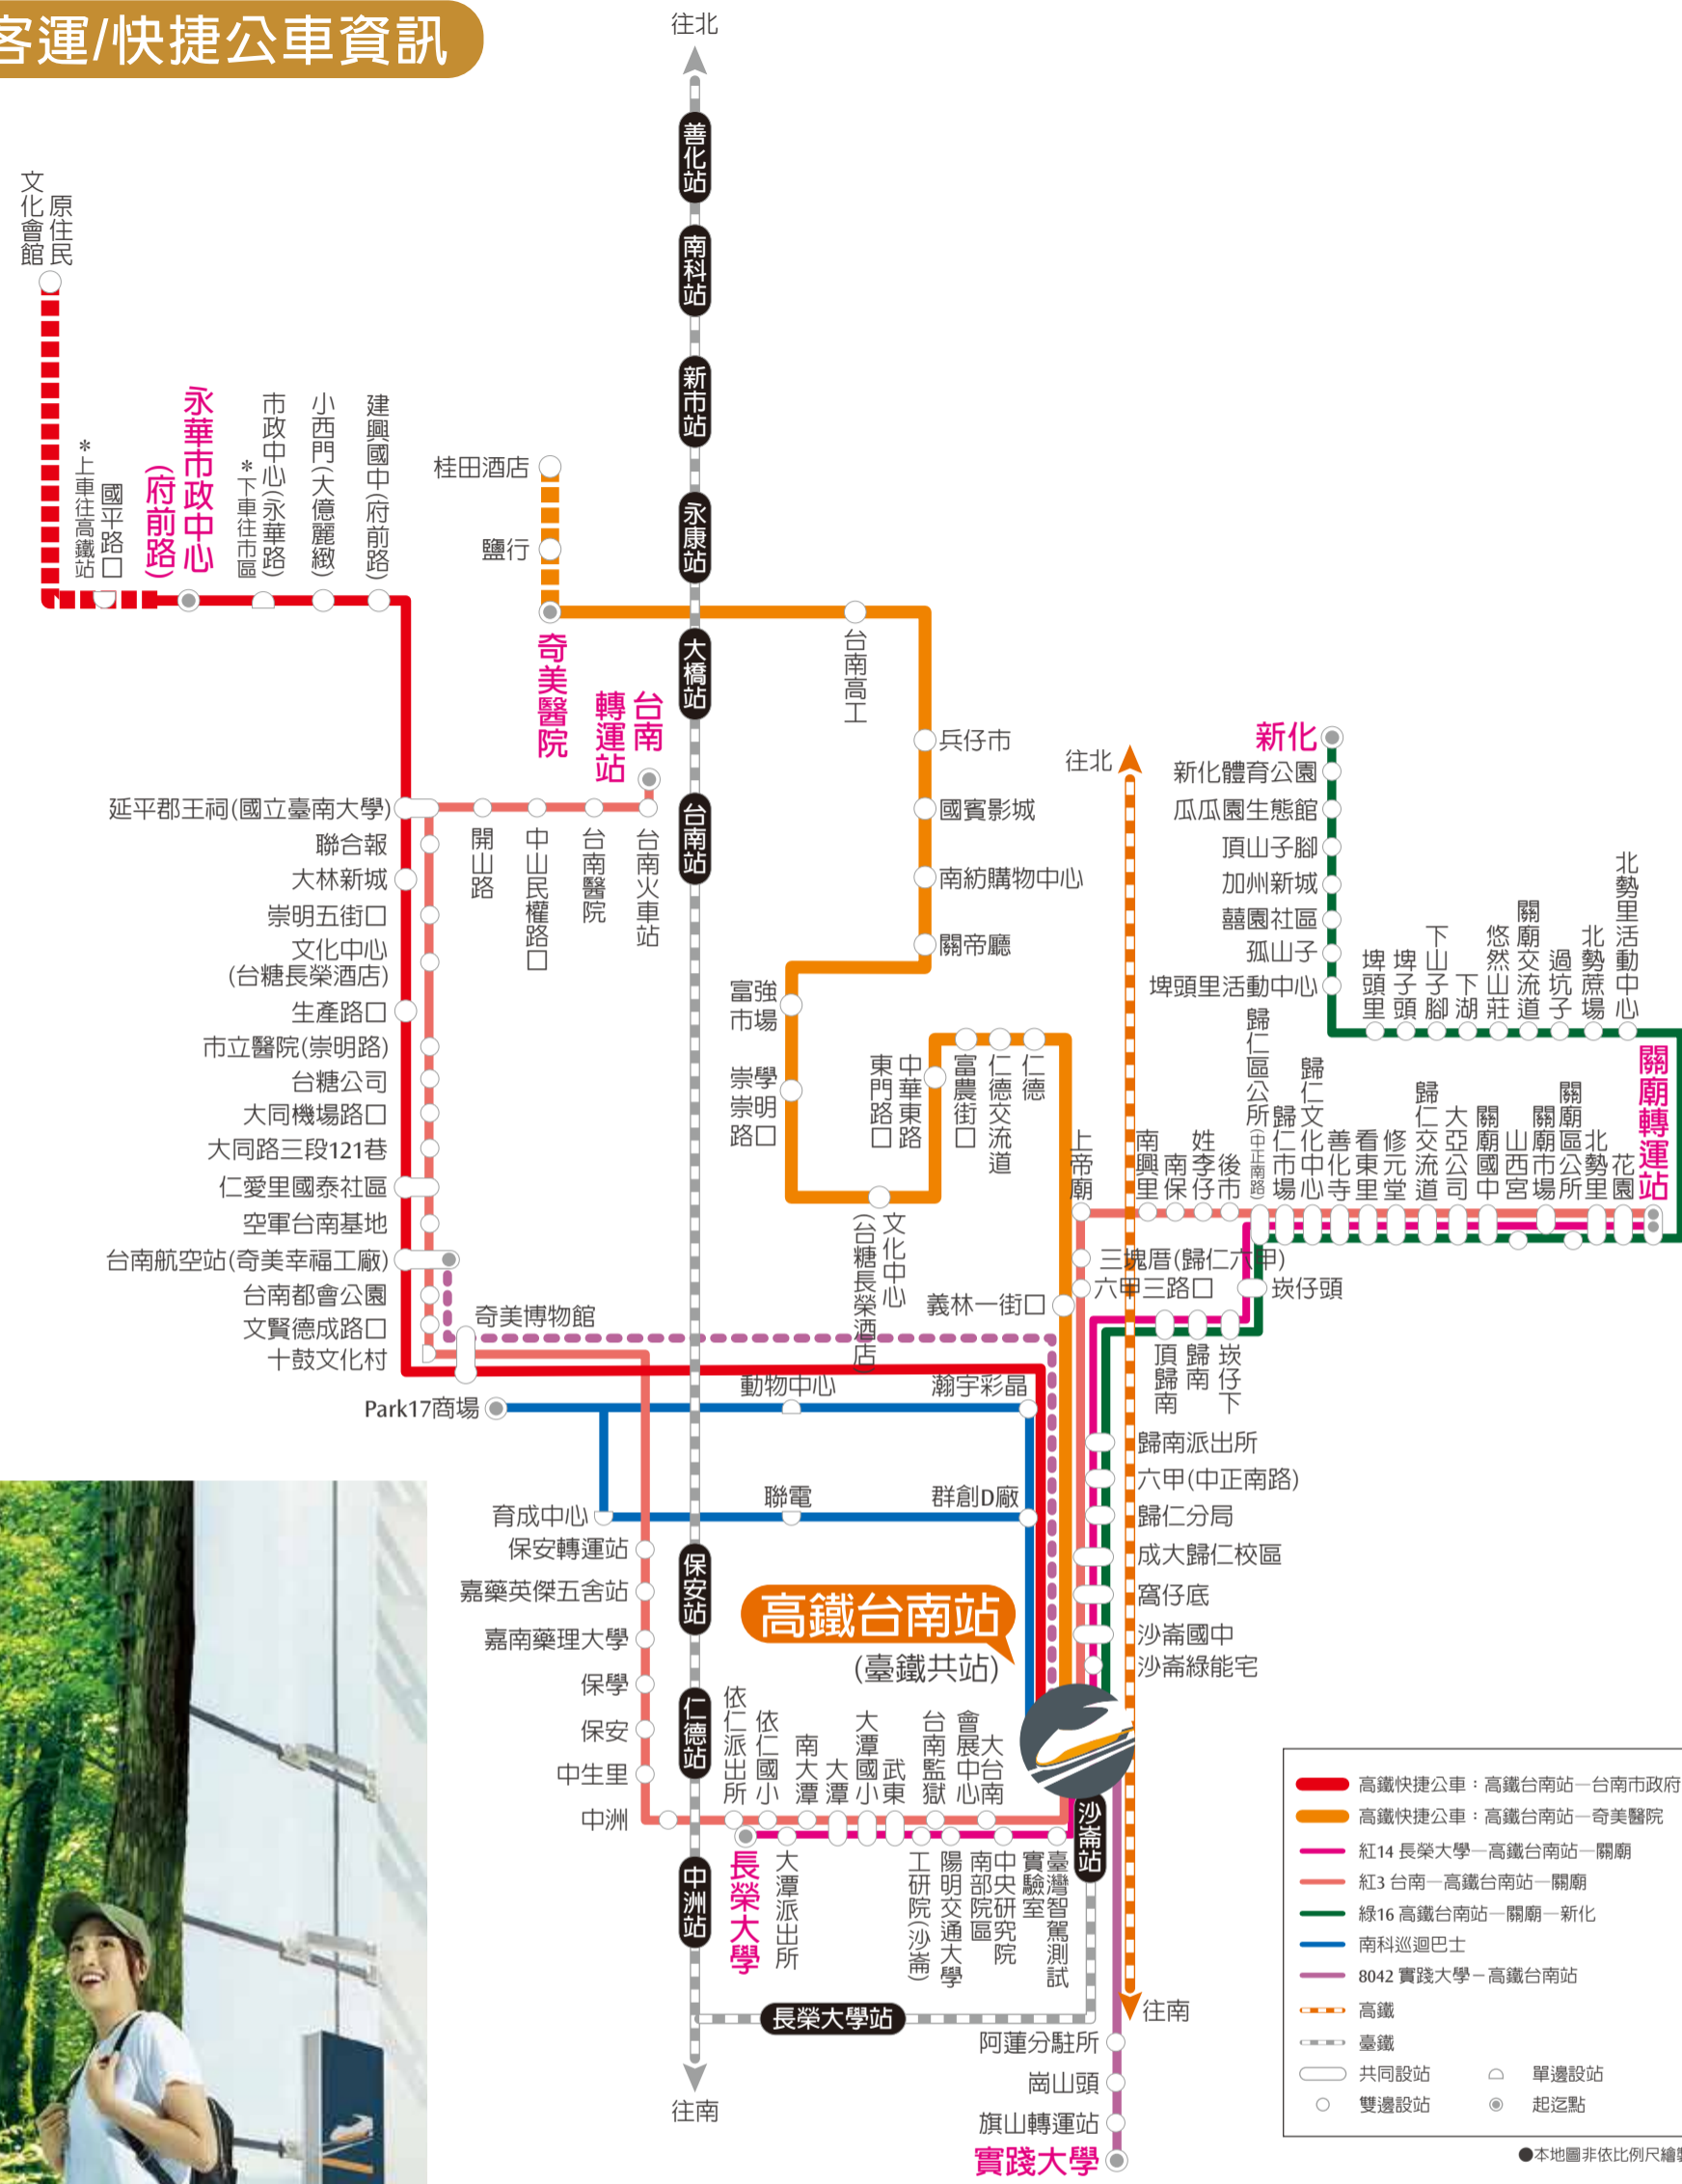 客運/快捷公車資訊
往北
善化站
南科站
新市站
永康站
大橋站
台南站
保安站
仁德站
中洲站
長榮大學站
沙崙站
往南
原住民
文化會館
國平路口
*上車往高鐵站
永華市政中心
(府前路)
市政中心(永華路)
*下車往市區
小西門(大億麗緻)
建興國中(府前路)
延平郡王祠(國立臺南大學)
聯合報
大林新城
崇明五街口
文化中心
(台糖長榮酒店)
生產路口
市立醫院(崇明路)
台糖公司
大同機場路口
大同路三段121巷
仁愛里國泰社區
空軍台南基地
台南航空站(奇美幸福工廠)
台南都會公園
文賢德成路口
十鼓文化村
奇美博物館
開山路
中山民權路口
台南醫院
台南火車站
台南
轉運站
桂田酒店
鹽行
奇美醫院
台南高工
兵仔市
國賓影城
南紡購物中心
關帝廳
富強
市場
崇學
崇明
路口
文化中心
(台糖長榮酒店)
中華東路
東門路口
富農街口
仁德交流道
仁德
義林一街口
往北
往南
新化
新化體育公園
瓜瓜園生態館
頂山子腳
加州新城
囍園社區
孤山子
埤頭里活動中心
埤頭里
埤子頭
下山子腳
下湖
悠然山莊
關廟交流道
過坑子
北勢蔗場
北勢里活動中心
關廟轉運站
上帝廟
南興里
南保
姓李仔
後市
歸仁區公所(中正南路)
歸仁市場
歸仁文化中心
善化寺
看東里
修元堂
歸仁交流道
大亞公司
關廟國中
山西宮
關廟市場
關廟區公所
北勢里
花園
三塊厝(歸仁六甲)
六甲三路口
崁仔頭
頂歸南
歸南
崁仔下
歸南派出所
六甲(中正南路)
歸仁分局
成大歸仁校區
窩仔底
沙崙國中
沙崙綠能宅
Park17商場
動物中心
瀚宇彩晶
育成中心
聯電
群創D廠
保安轉運站
嘉藥英傑五舍站
嘉南藥理大學
保學
保安
中生里
中洲
高鐵台南站
(臺鐵共站)
依仁派出所
依仁國小
南大潭
大潭
大潭國小
武東
台南監獄
大台南
會展中心
長榮大學
大潭派出所
工研院(沙崙)
陽明交通大學
中央研究院
南部院區
臺灣智駕測試
實驗室
阿蓮分駐所
崗山頭
旗山轉運站
實踐大學
高鐵快捷公車：高鐵台南站—台南市政府
高鐵快捷公車：高鐵台南站—奇美醫院
紅14 長榮大學—高鐵台南站—關廟
紅3 台南—高鐵台南站—關廟
綠16 高鐵台南站—關廟—新化
南科巡迴巴士
8042 實踐大學－高鐵台南站
高鐵
臺鐵
共同設站
單邊設站
雙邊設站
起迄點
●本地圖非依比例尺繪製